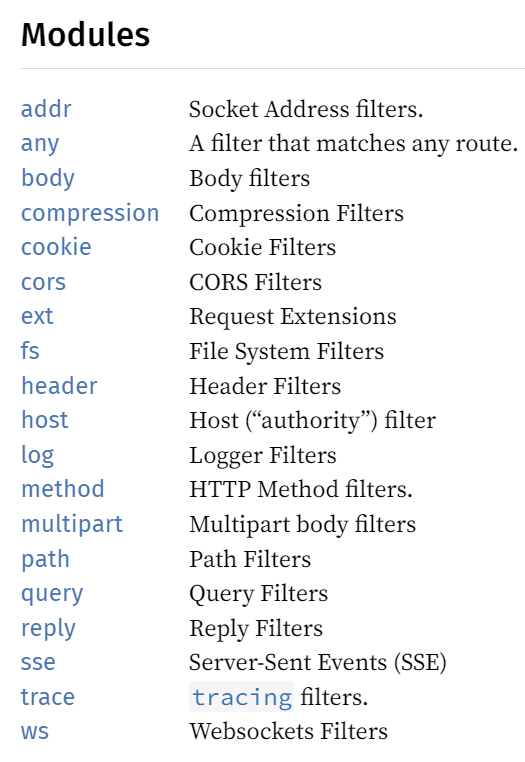 Modules
addr Socket Address filters.
any A filter that matches any route.
body Body filters
compression Compression Filters
cookie Cookie Filters
cors CORS Filters
ext Request Extensions
fs File System Filters
header Header Filters
host Host (“authority”) filter
log Logger Filters
method HTTP Method filters.
multipart Multipart body filters
path Path Filters
query Query Filters
reply Reply Filters
sse Server-Sent Events (SSE)
trace tracing filters.
ws Websockets Filters